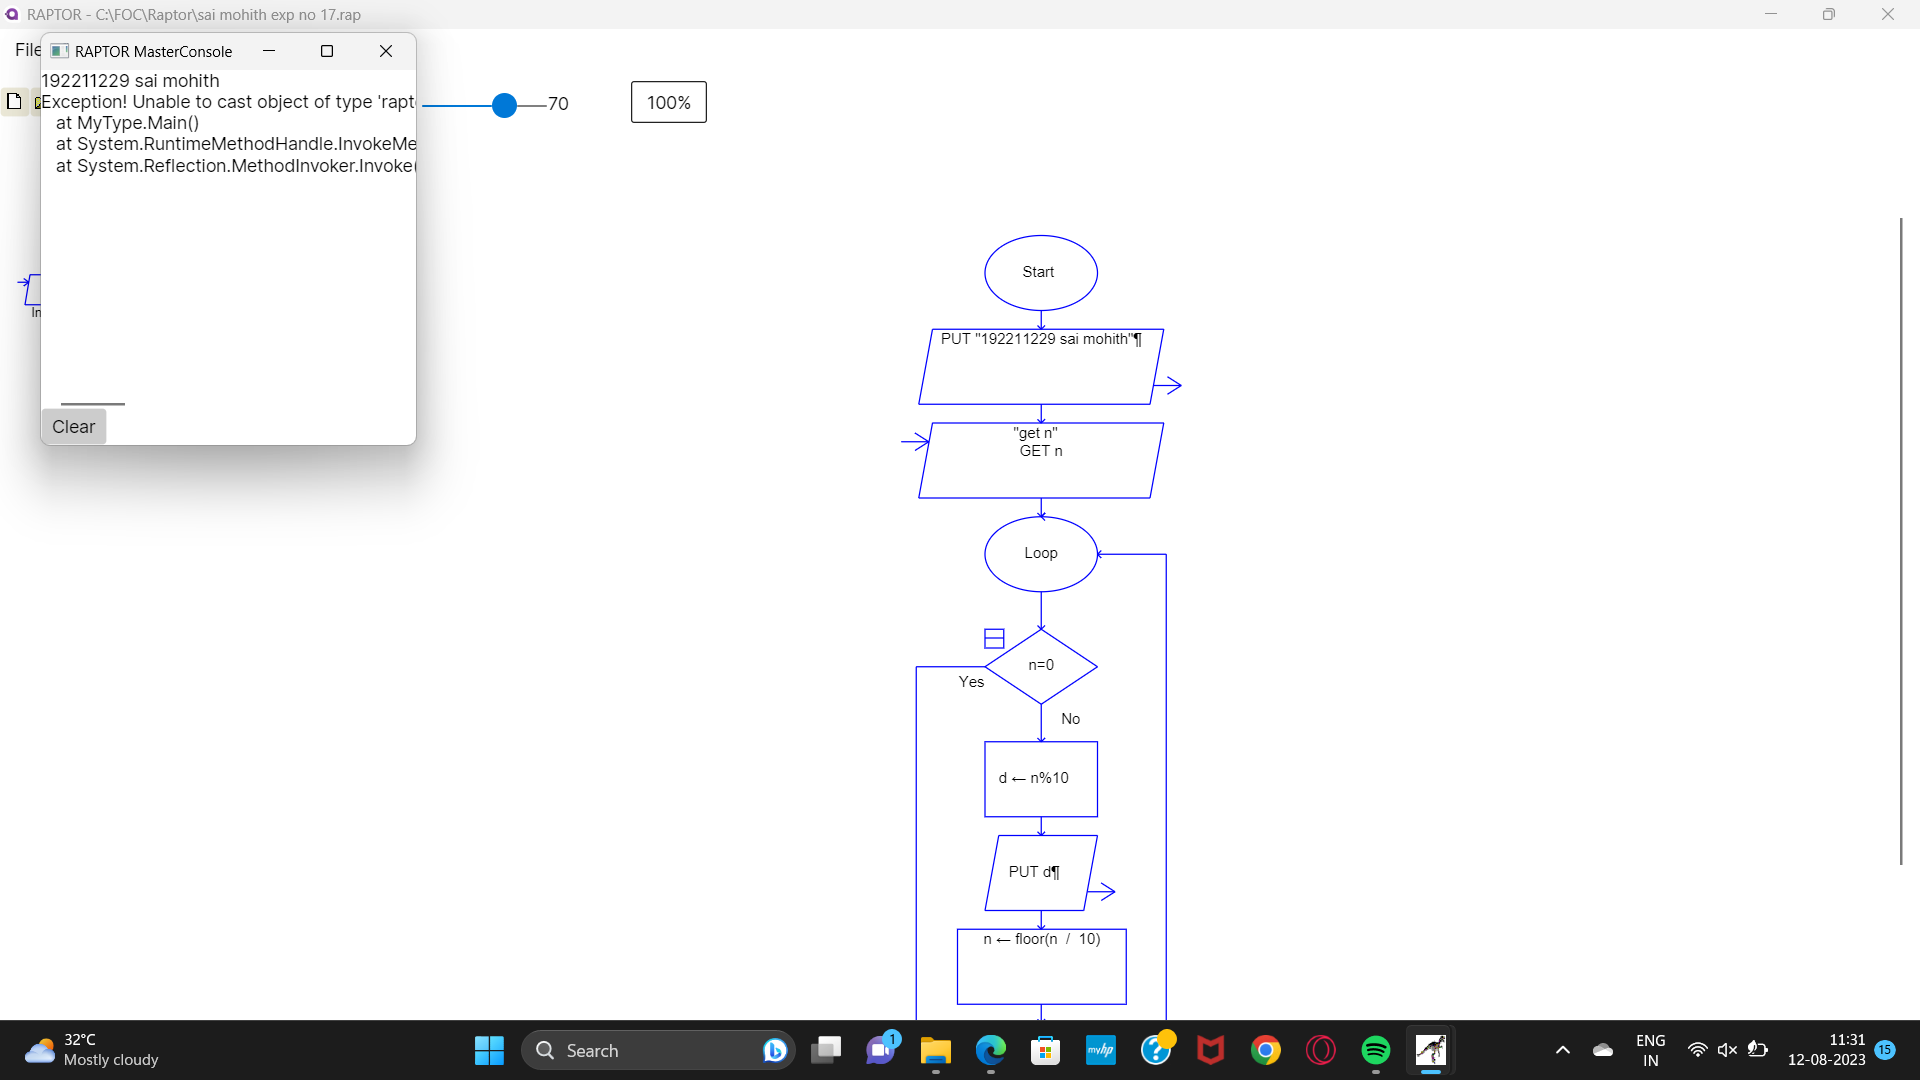 RAPTOR - C:\FOC\Raptor\sai mohith exp no 17.rap
File
RAPTOR MasterConsole
192211229 sai mohith
Exception! Unable to cast object of type 'rapt
at MyType.Main()
at System.RuntimeMethodHandle.InvokeMe
at System.Reflection.MethodInvoker.Invoke(
Clear
70
100%
In
Start
PUT "192211229 sai mohith"¶
"get n"
GET n
Loop
n=0
Yes
No
d ← n%10
PUT d¶
n ← floor(n / 10)
32°C
Mostly cloudy
Search
1
myhp
ENG
IN
11:31
12-08-2023
15